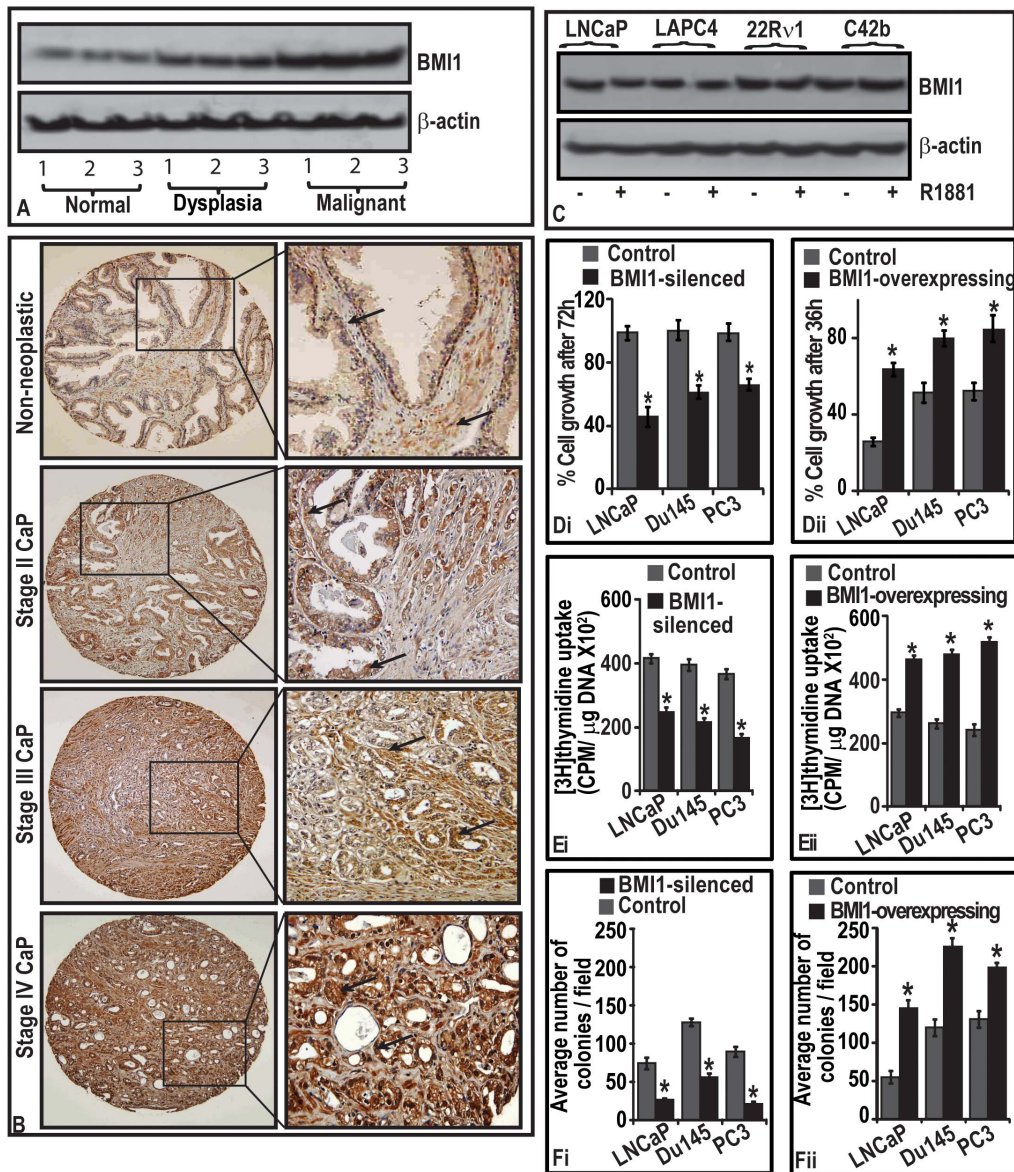 BMI1
β-actin
1 2 3 1 2 3 1 2 3
Normal Dysplasia Malignant
A
LNCaP LAPC4 22Rν1 C42b
BMI1
β-actin
- + - + - + - + R1881
C
Non-neoplastic
Stage II CaP
Stage III CaP
Stage IV CaP
B
Control
BMI1-silenced
% Cell growth after 72h
120
80
40
0
* * *
LNCaP Du145 PC3
Di
Control
BMI1-overexpressing
% Cell growth after 36h
80
40
0
* * *
LNCaP Du145 PC3
Dii
Control
BMI1-
silenced
[3H]thymidine uptake
(CPM/ μg DNA X10²)
600
400
200
0
* * *
LNCaP Du145 PC3
Ei
Control
BMI1-overexpressing
[3H]thymidine uptake
(CPM/ μg DNA X10²)
600
400
200
0
* * *
LNCaP Du145 PC3
Eii
BMI1-silenced
Control
Average number of
colonies / field
250
200
150
100
50
0
* * *
LNCaP Du145 PC3
Fi
Control
BMI1-overexpressing
Average number of
colonies / field
250
200
150
100
50
0
* * *
LNCaP Du145 PC3
Fii